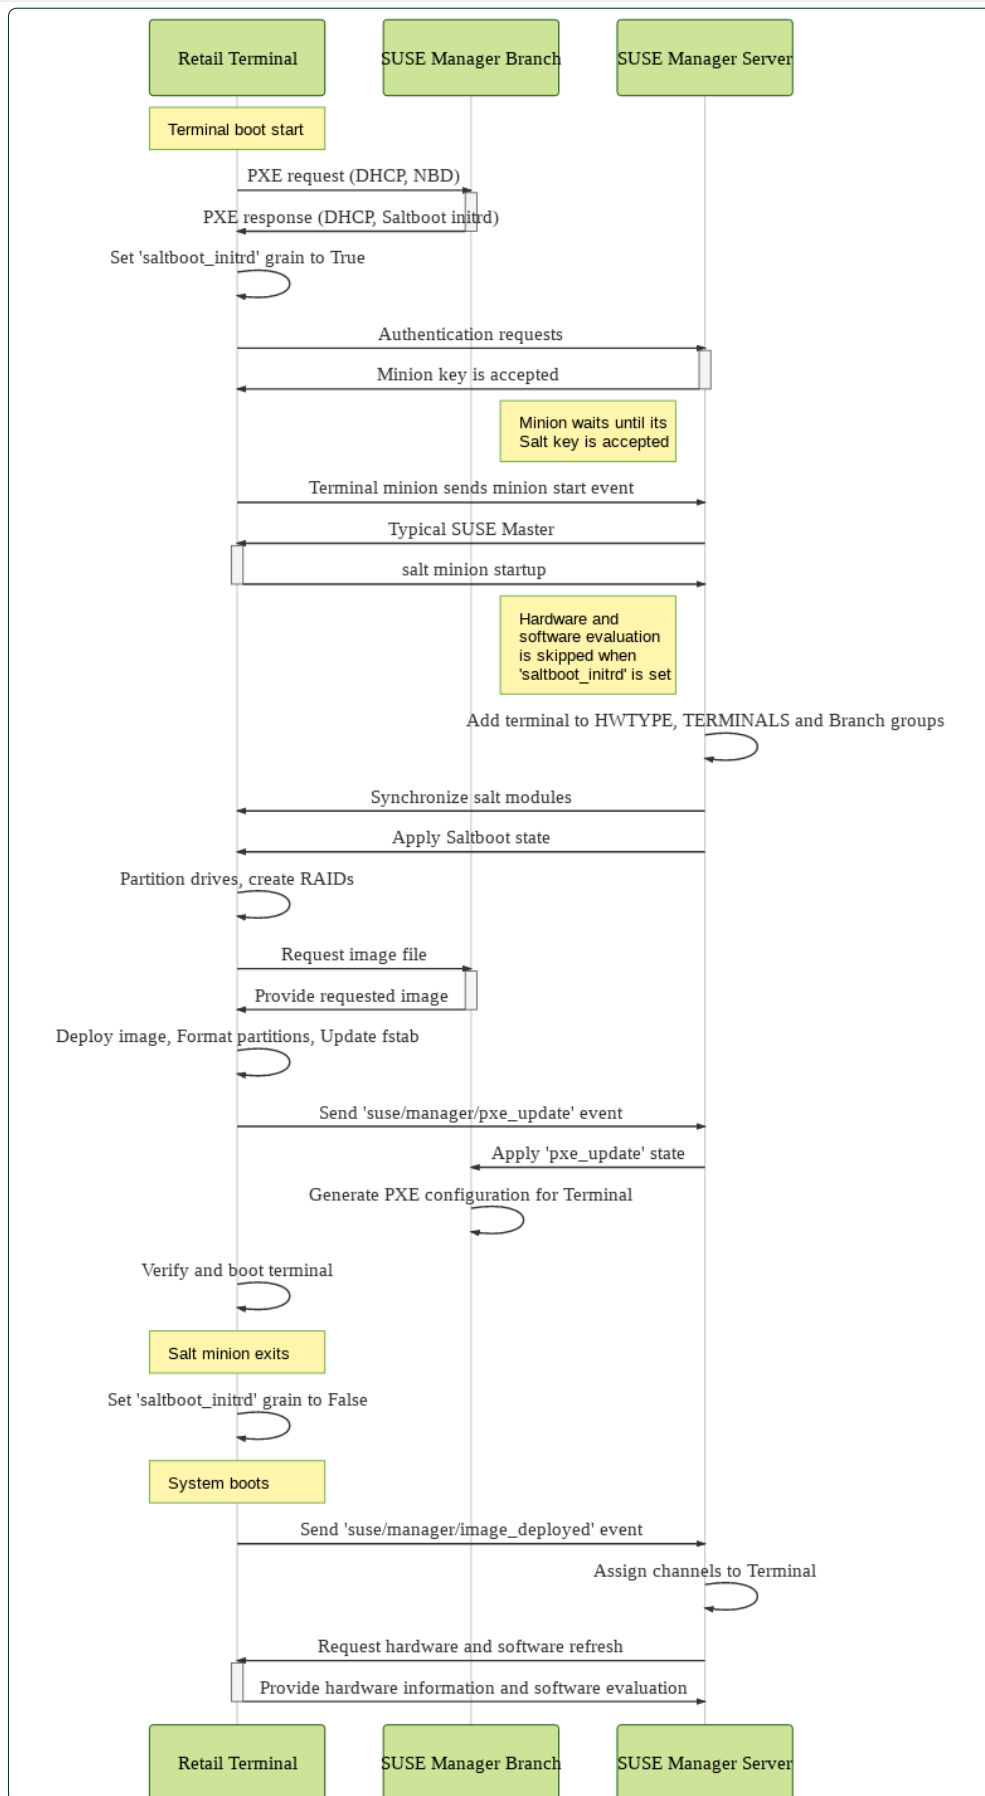 Retail Terminal
SUSE Manager Branch
SUSE Manager Server
Terminal boot start
PXE request (DHCP, NBD)
PXE response (DHCP, Saltboot initrd)
Set 'saltboot_initrd' grain to True
Authentication requests
Minion key is accepted
Minion waits until its
Salt key is accepted
Terminal minion sends minion start event
Typical SUSE Master
salt minion startup
Hardware and
software evaluation
is skipped when
'saltboot_initrd' is set
Add terminal to HWTYPE, TERMINALS and Branch groups
Synchronize salt modules
Apply Saltboot state
Partition drives, create RAIDs
Request image file
Provide requested image
Deploy image, Format partitions, Update fstab
Send 'suse/manager/pxe_update' event
Apply 'pxe_update' state
Generate PXE configuration for Terminal
Verify and boot terminal
Salt minion exits
Set 'saltboot_initrd' grain to False
System boots
Send 'suse/manager/image_deployed' event
Assign channels to Terminal
Request hardware and software refresh
Provide hardware information and software evaluation
Retail Terminal
SUSE Manager Branch
SUSE Manager Server